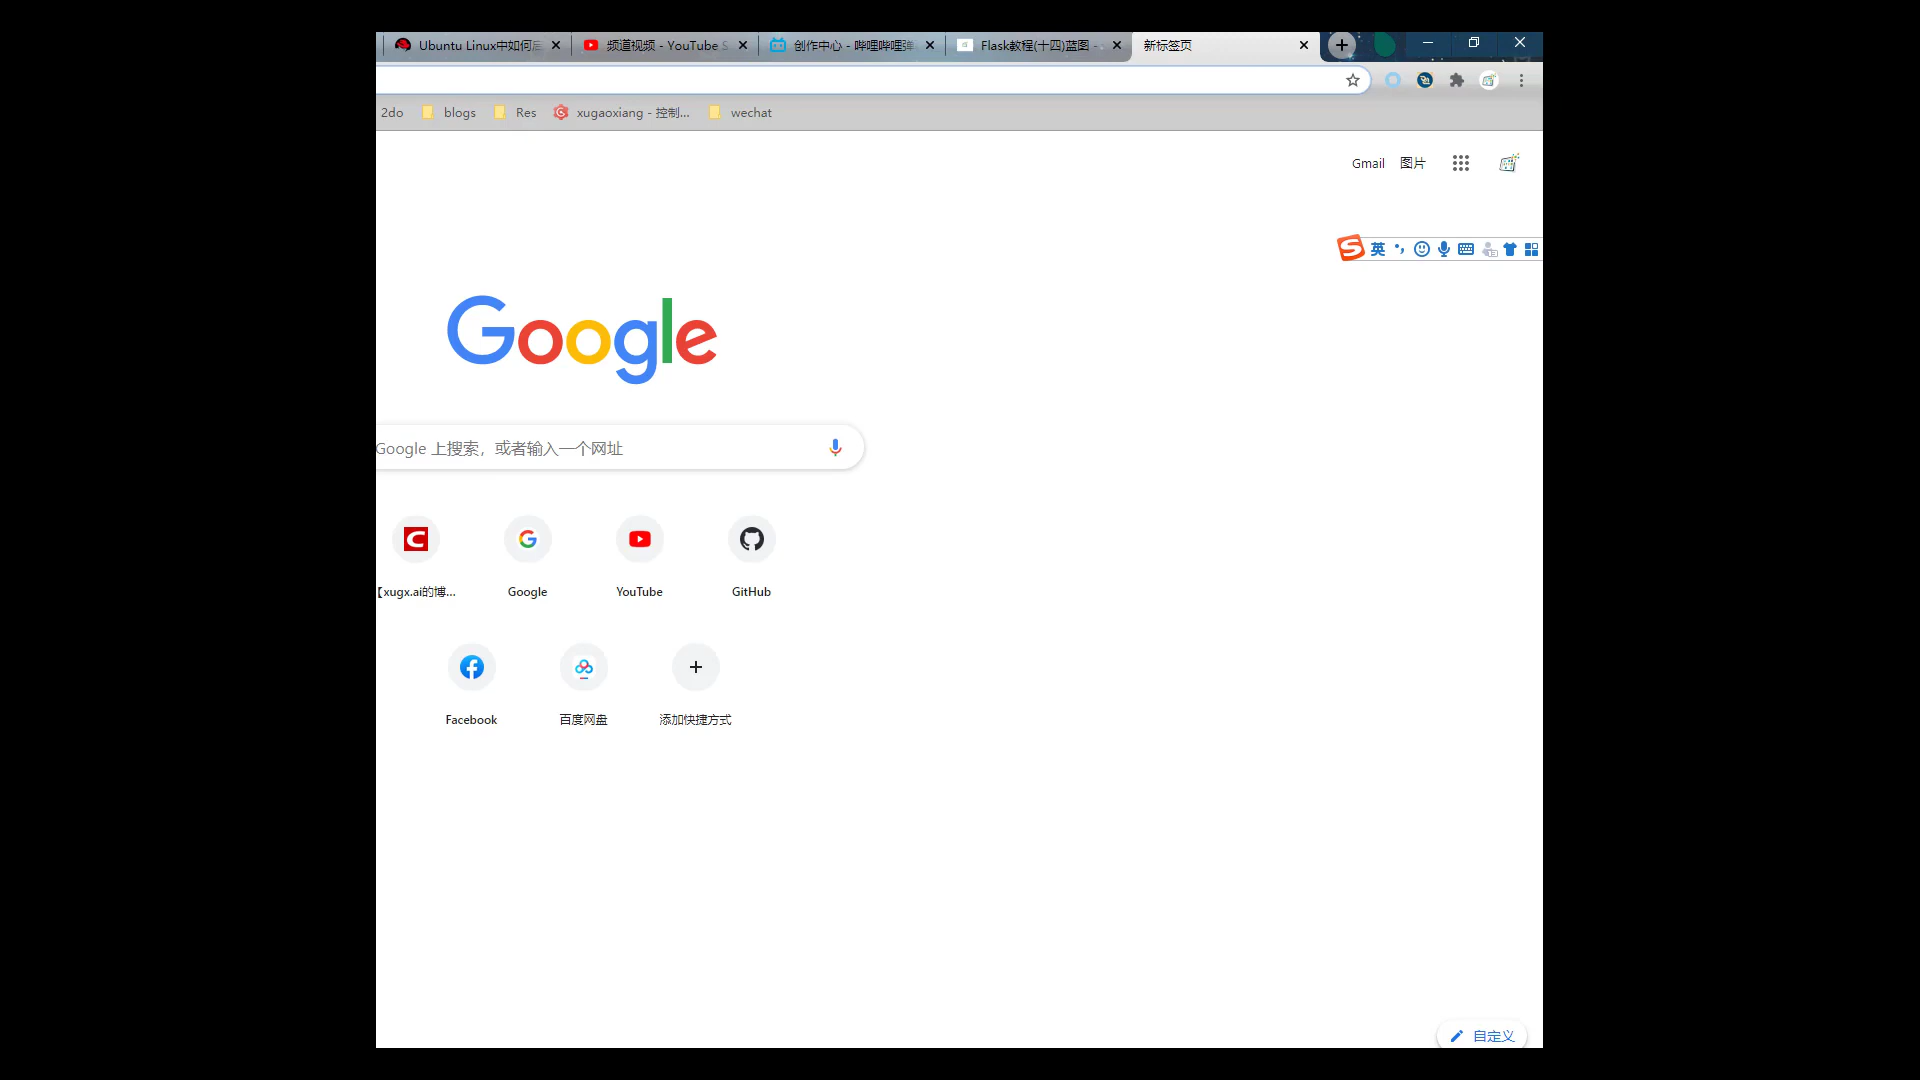 Ubuntu Linux中如何
频道视频 - YouTube S
创作中心 - 哔哩哔哩弹
Flask教程(十四)蓝图 -
新标签页
2do
blogs
Res
xugaoxiang - 控制...
wechat
Gmail
图片
英
Google
Google 上搜索，或者输入一个网址
【xugx.ai的博...
Google
YouTube
GitHub
Facebook
百度网盘
添加快捷方式
自定义